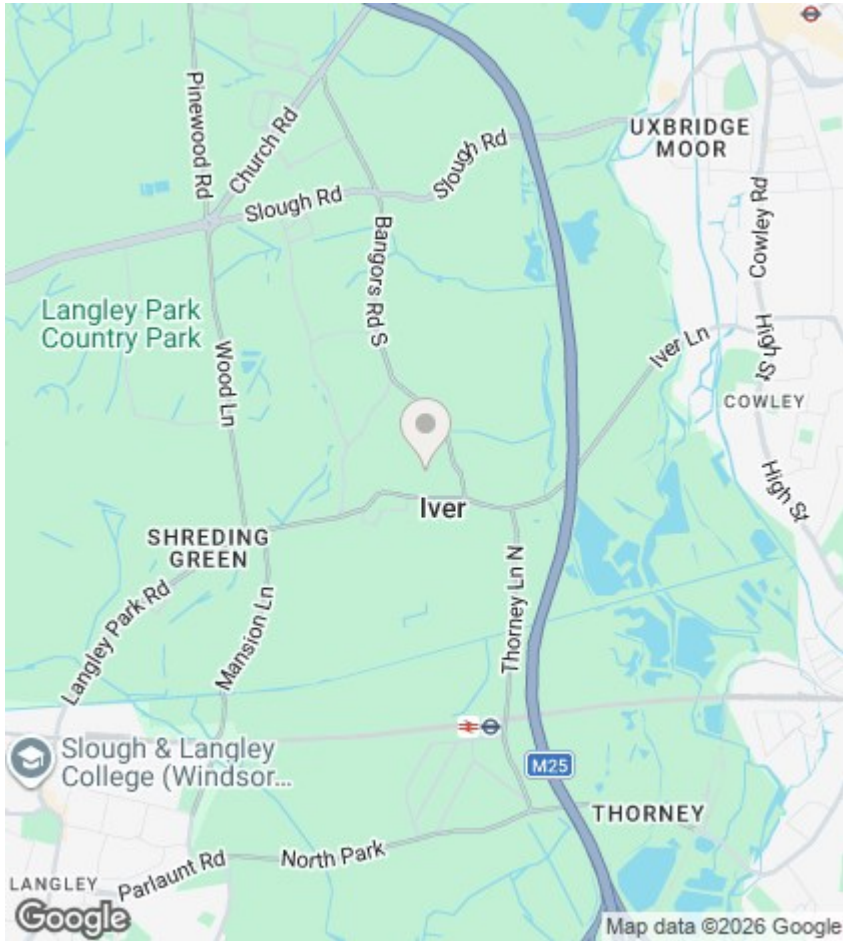 Pinewood Rd
Church Rd
Slough Rd
Slough Rd
UXBRIDGE
MOOR
Cowley Rd
Bangors Rd S
Langley Park
Country Park
Wood Ln
Iver Ln
High St
COWLEY
High St
Iver
SHREDING
GREEN
Langley Park Rd
Mansion Ln
Thorney Ln N
Slough & Langley
College (Windsor...
M25
THORNEY
North Park
Parlaunt Rd
LANGLEY
Google
Map data ©2026 Google